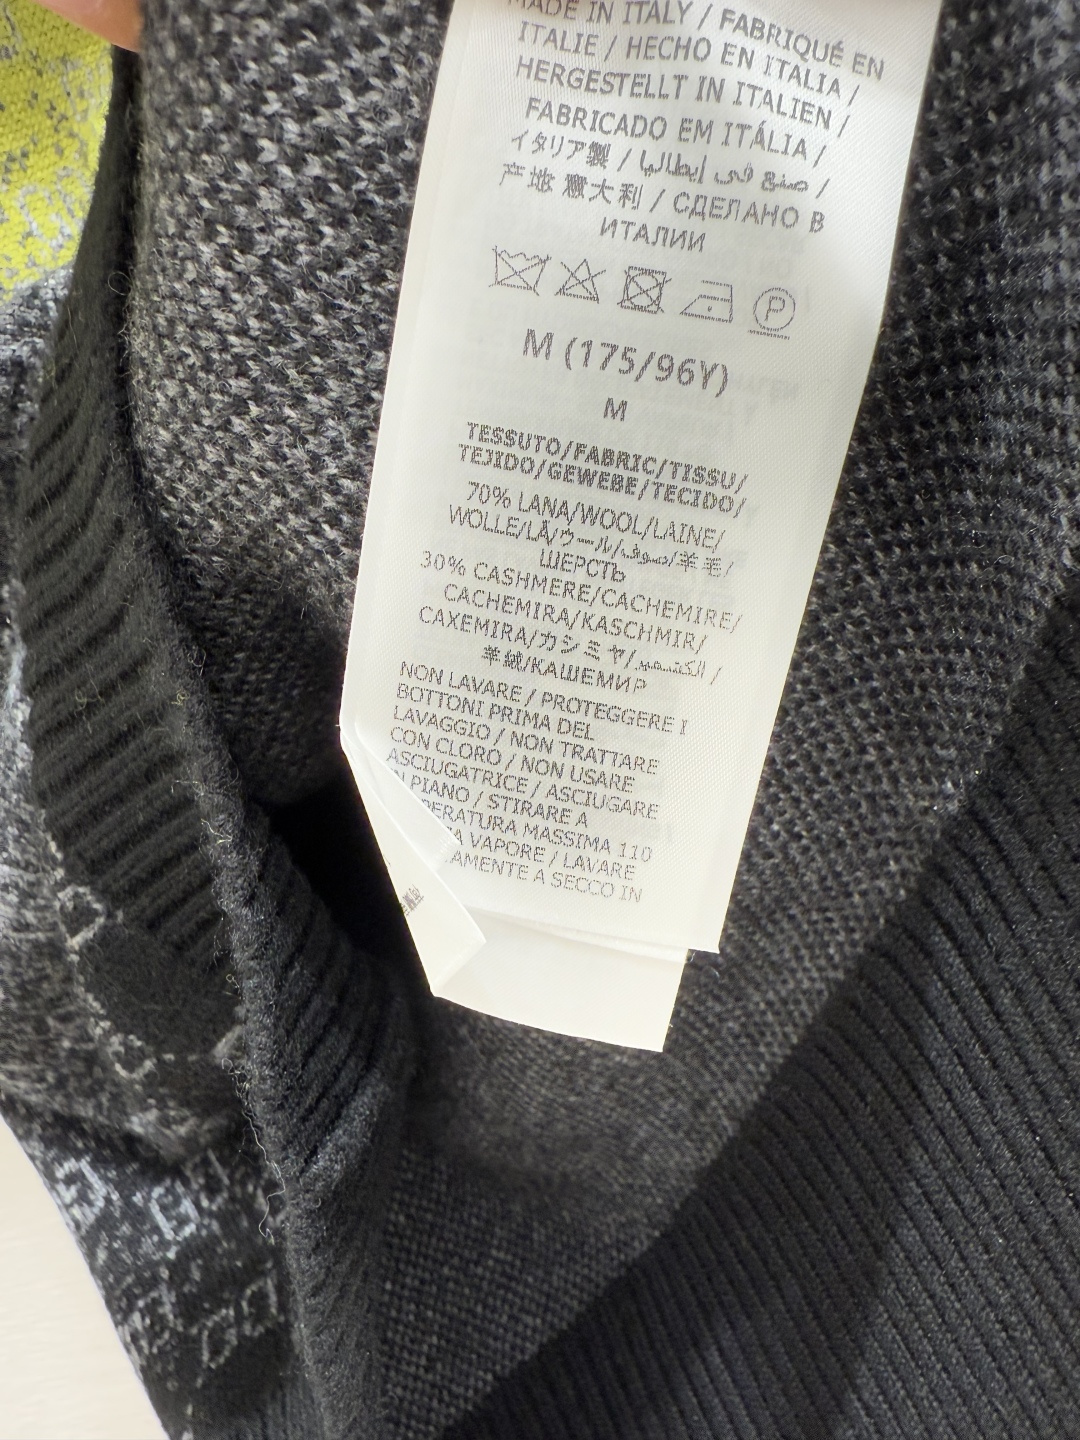 MADE IN ITALY / FABRIQUÉ EN
ITALIE / HECHO EN ITALIA /
HERGESTELLT IN ITALIEN /
FABRICADO EM ITÁLIA /
イタリア製 / صنع في إيطاليا /
产地 意大利 / СДЕЛАНО В
ИТАЛИИ
P
M (175/96Y)
M
TESSUTO/FABRIC/TISSU/
TEJIDO/GEWEBE/TECIDO/
70% LANA/WOOL/LAINE/
WOLLE/LÃ/ウール/صوف/羊毛/
ШЕРСТЬ
30% CASHMERE/CACHEMIRE/
CACHEMIRA/KASCHMIR/
CAXEMIRA/カシミヤ/الكشمير/
羊绒/КАШЕМИР
NON LAVARE / PROTEGGERE I
BOTTONI PRIMA DEL
LAVAGGIO / NON TRATTARE
CON CLORO / NON USARE
ASCIUGATRICE / ASCIUGARE
PIANO / STIRARE A
PERATURA MASSIMA 110
A VAPORE / LAVARE
AMENTE A SECCO IN